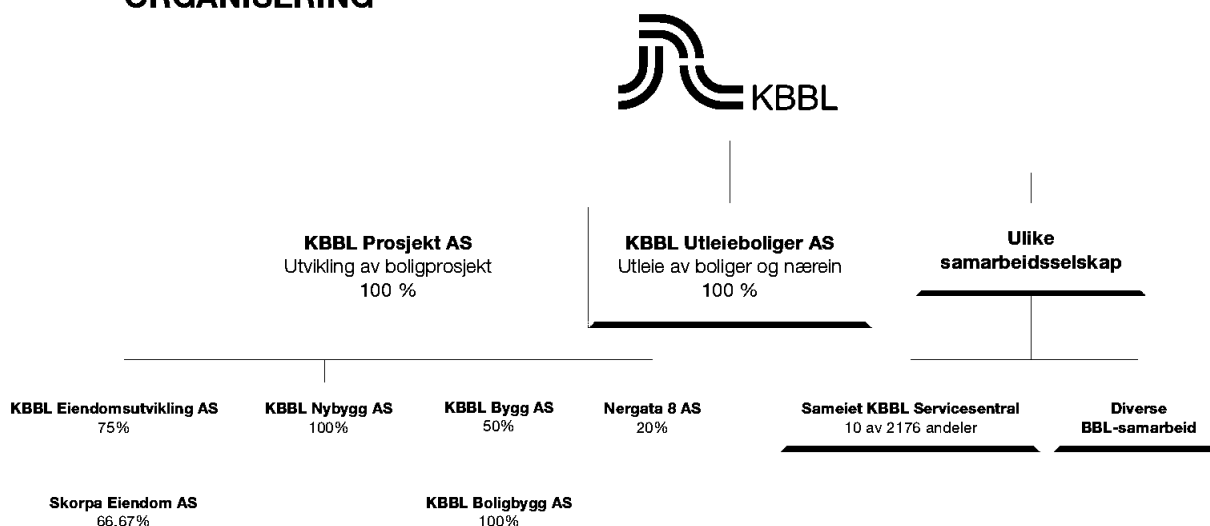 ORGANISERING
KBBL
KBBL Prosjekt AS
Utvikling av boligprosjekt
100 %
KBBL Utleieboliger AS
Utleie av boliger og nærein
100 %
Ulike
samarbeidsselskap
KBBL Eiendomsutvikling AS
75%
KBBL Nybygg AS
100%
KBBL Bygg AS
50%
Nergata 8 AS
20%
Sameiet KBBL Servicesentral
10 av 2176 andeler
Diverse
BBL-samarbeid
Skorpa Eiendom AS
66,67%
KBBL Boligbygg AS
100%